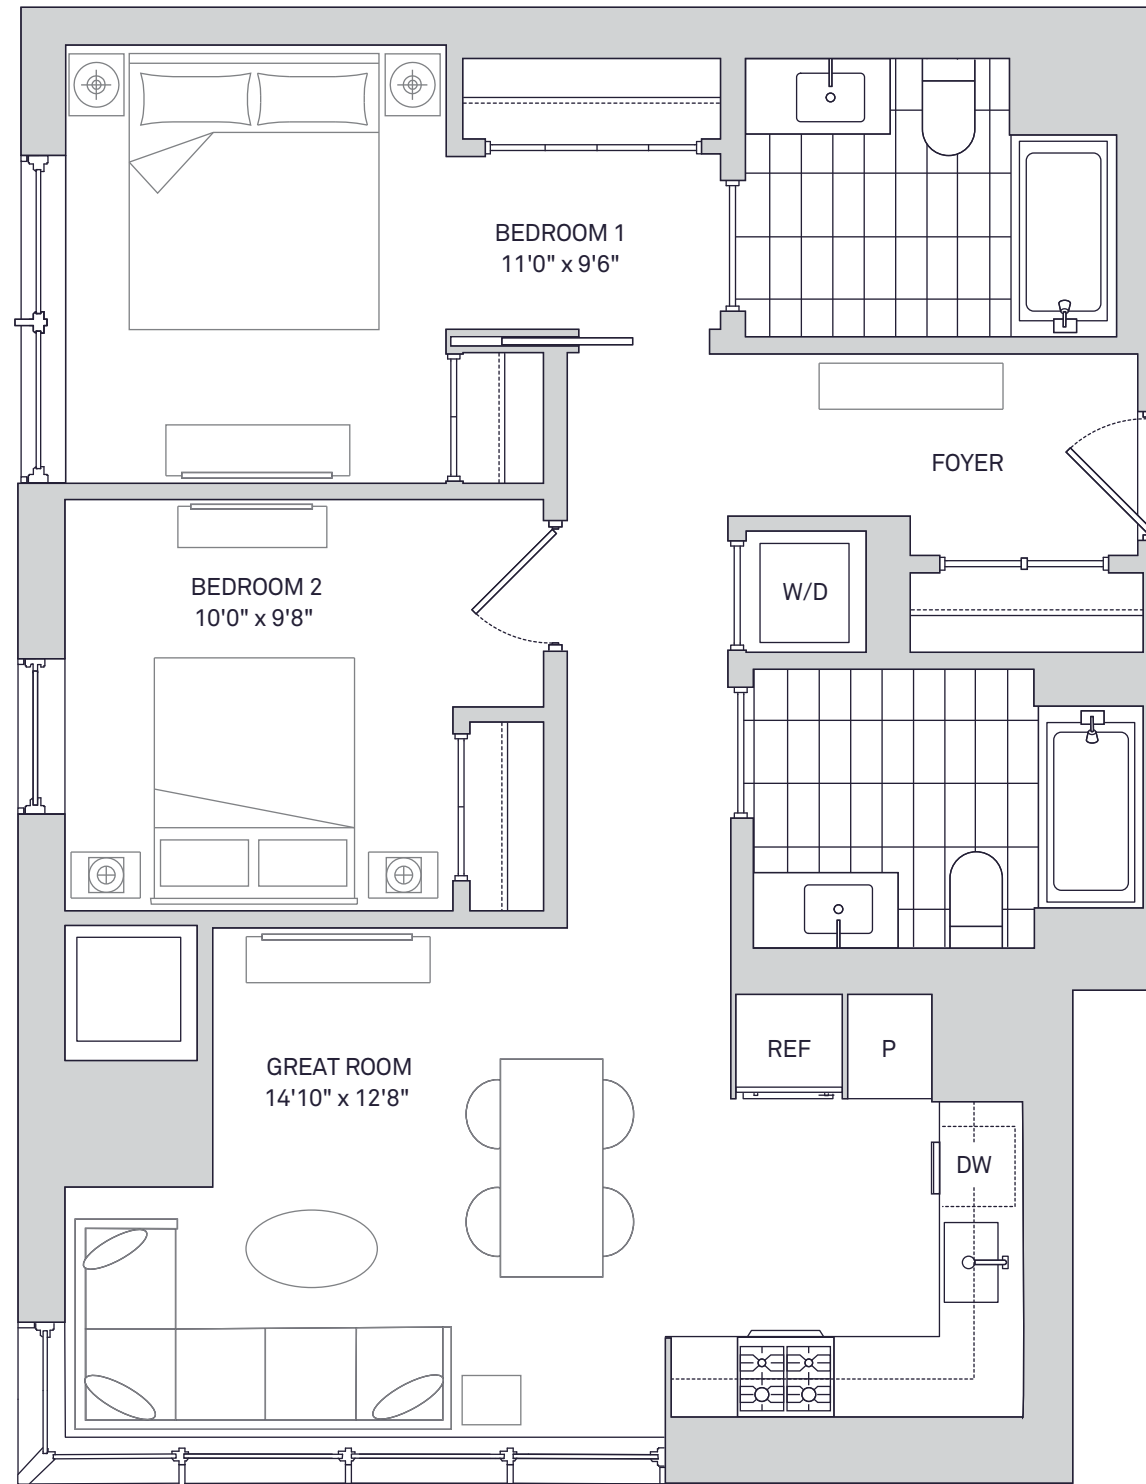 BEDROOM 1
11'0" x 9'6"
FOYER
BEDROOM 2
10'0" x 9'8"
W/D
REF
P
GREAT ROOM
14'10" x 12'8"
DW